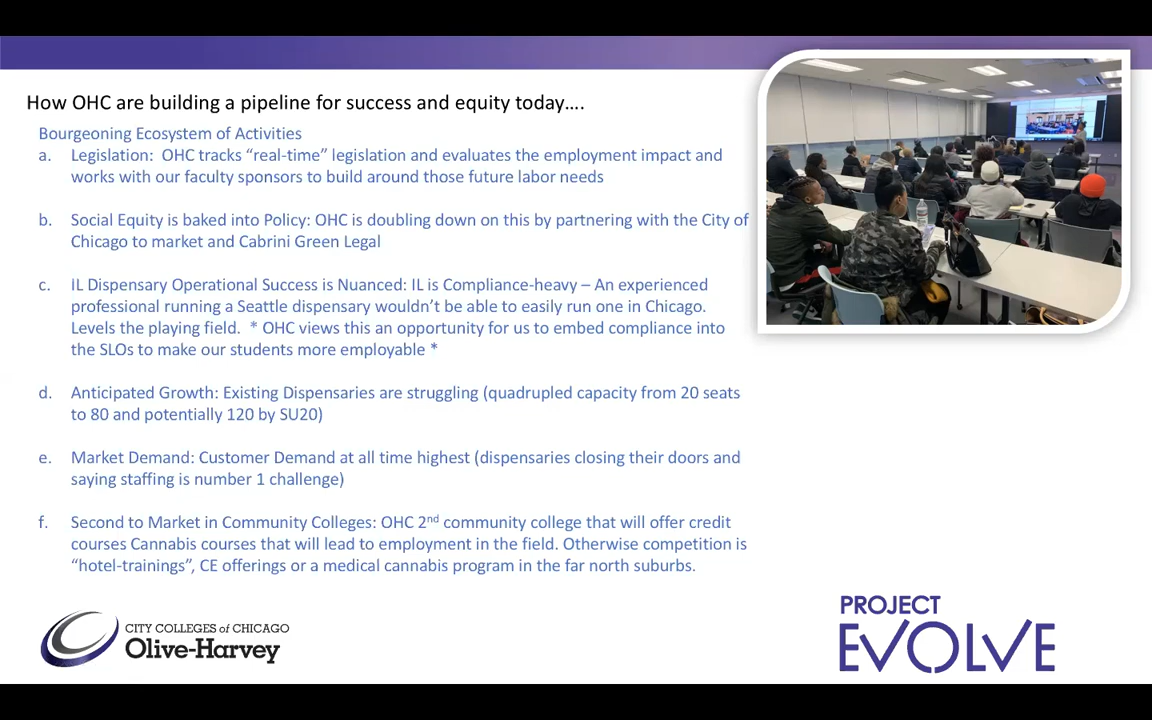 How OHC are building a pipeline for success and equity today….
Bourgeoning Ecosystem of Activities
a. Legislation: OHC tracks “real-time” legislation and evaluates the employment impact and
works with our faculty sponsors to build around those future labor needs
b. Social Equity is baked into Policy: OHC is doubling down on this by partnering with the City of
Chicago to market and Cabrini Green Legal
c. IL Dispensary Operational Success is Nuanced: IL is Compliance-heavy – An experienced
professional running a Seattle dispensary wouldn’t be able to easily run one in Chicago.
Levels the playing field. * OHC views this an opportunity for us to embed compliance into
the SLOs to make our students more employable *
d. Anticipated Growth: Existing Dispensaries are struggling (quadrupled capacity from 20 seats
to 80 and potentially 120 by SU20)
e. Market Demand: Customer Demand at all time highest (dispensaries closing their doors and
saying staffing is number 1 challenge)
f. Second to Market in Community Colleges: OHC 2nd community college that will offer credit
courses Cannabis courses that will lead to employment in the field. Otherwise competition is
“hotel-trainings”, CE offerings or a medical cannabis program in the far north suburbs.
CITY COLLEGES of CHICAGO
Olive-Harvey
PROJECT
EVOLVE